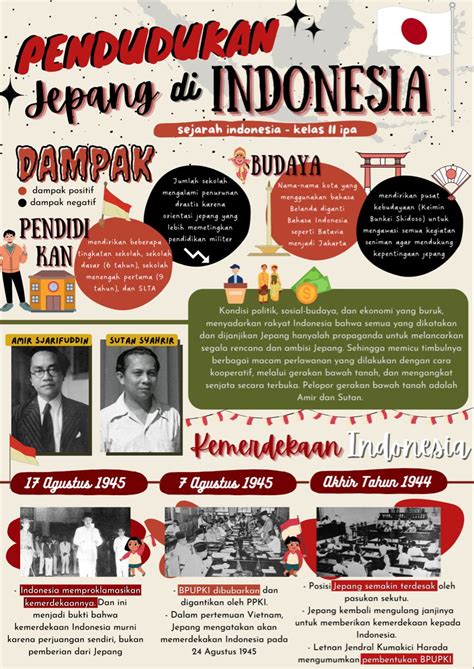 PENDUDUKAN
Jepang di INDONESIA
sejarah indonesia - kelas 11 ipa
DAMPAK
dampak positif
dampak negatif
PENDIDI
KAN
mendirikan beberapa
tingkatan sekolah, sekolah
dasar (6 tahun), sekolah
menengah pertama (9
tahun), dan SLTA
Jumlah sekolah
mengalami penurunan
drastis karena
orientasi jepang yang
lebih memetingkan
pendidikan militer
BUDAYA
Nama-nama kota yang
menggunakan bahasa
Belanda diganti
Bahasa Indonesia
seperti Batavia
menjadi Jakarta
mendirikan pusat
kebudayaan (Keimin
Bunkei Shidoso) untuk
mengawasi semua kegiatan
seniman agar mendukung
kepentingaan jepang
Kondisi politik, sosial-budaya, dan ekonomi yang buruk,
menyadarkan rakyat Indonesia bahwa semua yang dikatakan
dan dijanjikan Jepang hanyalah propaganda untuk melancarkan
segala rencana dan ambisi Jepang. Sehingga memicu timbulnya
berbagai macam perlawanan yang dilakukan dengan cara
kooperatif, melalui gerakan bawah tanah, dan mengangkat
senjata secara terbuka. Pelopor gerakan bawah tanah adalah
Amir dan Sutan.
AMIR SJARIFUDDIN
SUTAN SYAHRIR
Kemerdekaan Indonesia
17 Agustus 1945
- Indonesia memproklamasikan
kemerdekaannya. Dan ini
menjadi bukti bahwa
kemerdekaan Indonesia murni
karena perjuangan sendiri, bukan
pemberian dari Jepang
7 Agustus 1945
- BPUPKI dibubarkan dan
digantikan oleh PPKI.
- Dalam pertemuan Vietnam,
Jepang mengatakan akan
memerdekakan Indonesia pada
24 Agustus 1945
Akhir Tahun 1944
- Posisi Jepang semakin terdesak oleh
pasukan sekutu.
- Jepang kembali mengulang janjinya
untuk memberikan kemerdekaan kepada
Indonesia.
- Letnan Jendral Kumakici Harada
mengumumkan pembentukan BPUPKI